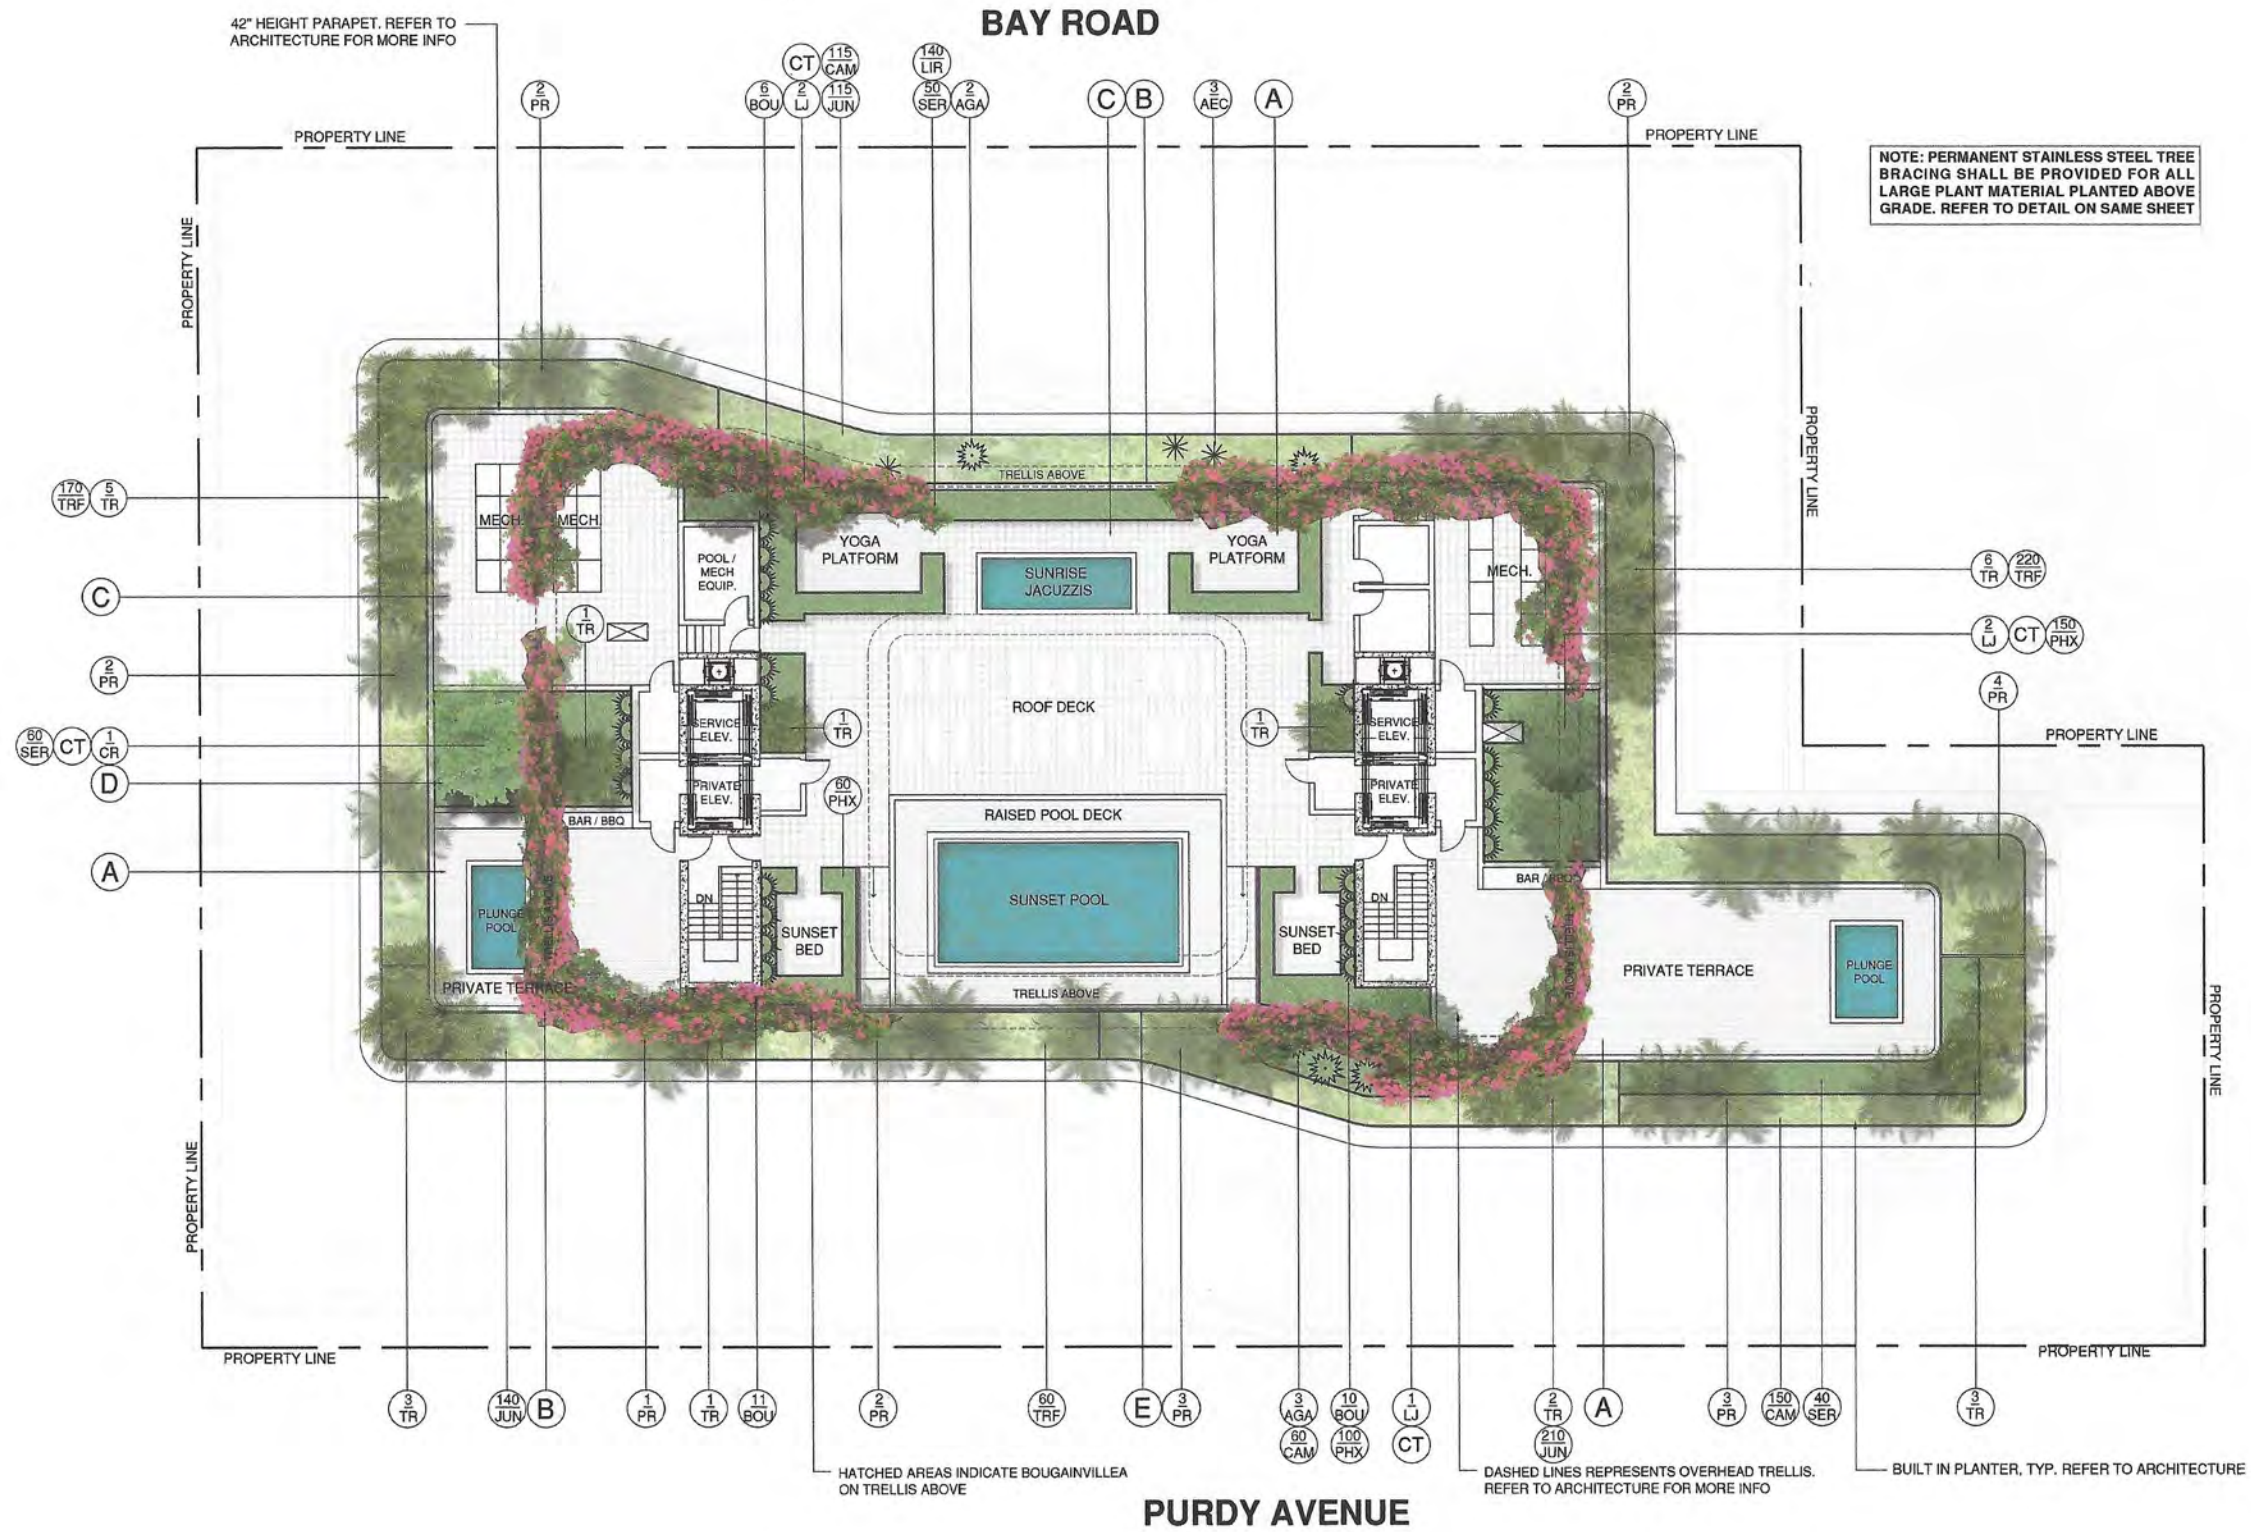 BAY ROAD
42" HEIGHT PARAPET. REFER TO
ARCHITECTURE FOR MORE INFO
CT
115
CAM
140
LIR
2
PR
6
BOU
2
LJ
115
JUN
50
SER
2
AGA
C
B
3
AEC
A
2
PR
PROPERTY LINE
PROPERTY LINE
NOTE: PERMANENT STAINLESS STEEL TREE
BRACING SHALL BE PROVIDED FOR ALL
LARGE PLANT MATERIAL PLANTED ABOVE
GRADE. REFER TO DETAIL ON SAME SHEET
PROPERTY LINE
PROPERTY LINE
TRELLIS ABOVE
170
TRF
5
TR
MECH.
MECH.
YOGA
PLATFORM
YOGA
PLATFORM
POOL /
MECH
EQUIP.
SUNRISE
JACUZZIS
MECH.
6
TR
220
TRF
C
1
TR
2
LJ
CT
150
PHX
2
PR
4
PR
ROOF DECK
SERVICE
ELEV.
1
TR
1
TR
SERVICE
ELEV.
PROPERTY LINE
60
SER
CT
1
CR
D
PRIVATE
ELEV.
60
PHX
PRIVATE
ELEV.
BAR / BBQ
RAISED POOL DECK
A
BAR / BBQ
DN
SUNSET POOL
DN
PLUNGE
POOL
TRELLIS ABOVE
SUNSET
BED
SUNSET
BED
TRELLIS ABOVE
PRIVATE TERRACE
PLUNGE
POOL
PRIVATE TERRACE
TRELLIS ABOVE
PROPERTY LINE
PROPERTY LINE
PROPERTY LINE
PROPERTY LINE
3
TR
140
JUN
B
1
PR
1
TR
11
BOU
2
PR
60
TRF
E
3
PR
3
AGA
10
BOU
1
LJ
2
TR
A
3
PR
150
CAM
40
SER
3
TR
60
CAM
100
PHX
CT
210
JUN
HATCHED AREAS INDICATE BOUGAINVILLEA
ON TRELLIS ABOVE
DASHED LINES REPRESENTS OVERHEAD TRELLIS.
REFER TO ARCHITECTURE FOR MORE INFO
BUILT IN PLANTER, TYP. REFER TO ARCHITECTURE
PURDY AVENUE